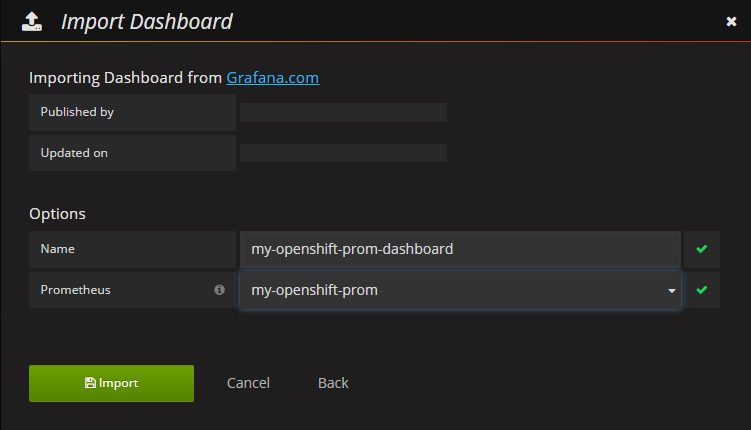 Import Dashboard
Importing Dashboard from Grafana.com
Published by
Updated on
Options
Name my-openshift-prom-dashboard
Prometheus my-openshift-prom
Import Cancel Back